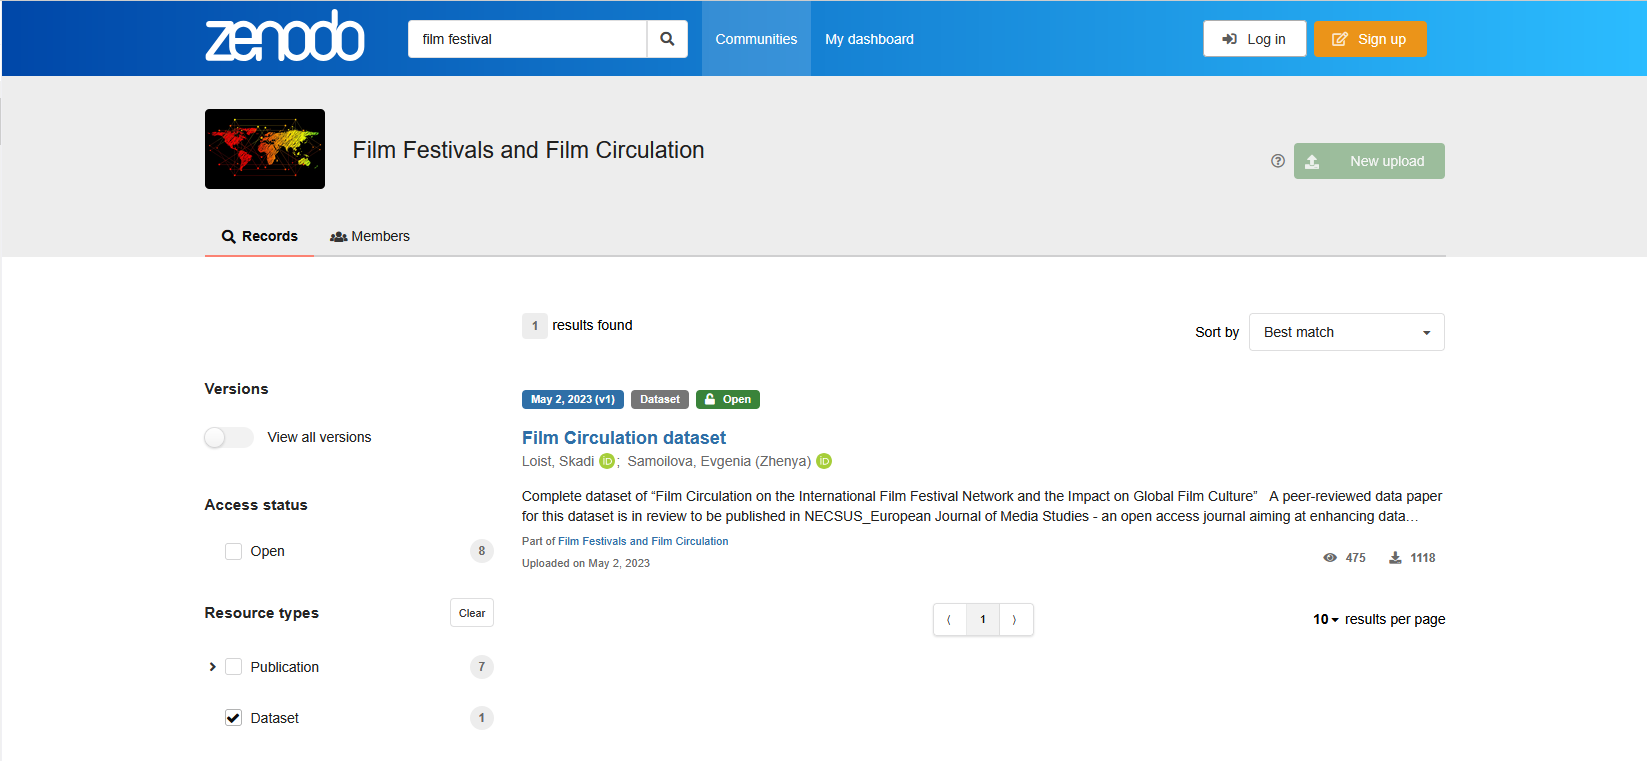 zenodo
film festival
Communities
My dashboard
Log in
Sign up
Film Festivals and Film Circulation
New upload
Records
Members
1 results found
Sort by
Best match
Versions
View all versions
Access status
Open
8
Resource types
Clear
Publication
7
Dataset
1
May 2, 2023 (v1)
Dataset
Open
Film Circulation dataset
Loist, Skadi iD; Samoilova, Evgenia (Zhenya) iD
Complete dataset of “Film Circulation on the International Film Festival Network and the Impact on Global Film Culture” A peer-reviewed data paper
for this dataset is in review to be published in NECSUS_European Journal of Media Studies - an open access journal aiming at enhancing data…
Part of Film Festivals and Film Circulation
Uploaded on May 2, 2023
475
1118
⟨ 1 ⟩
10 results per page